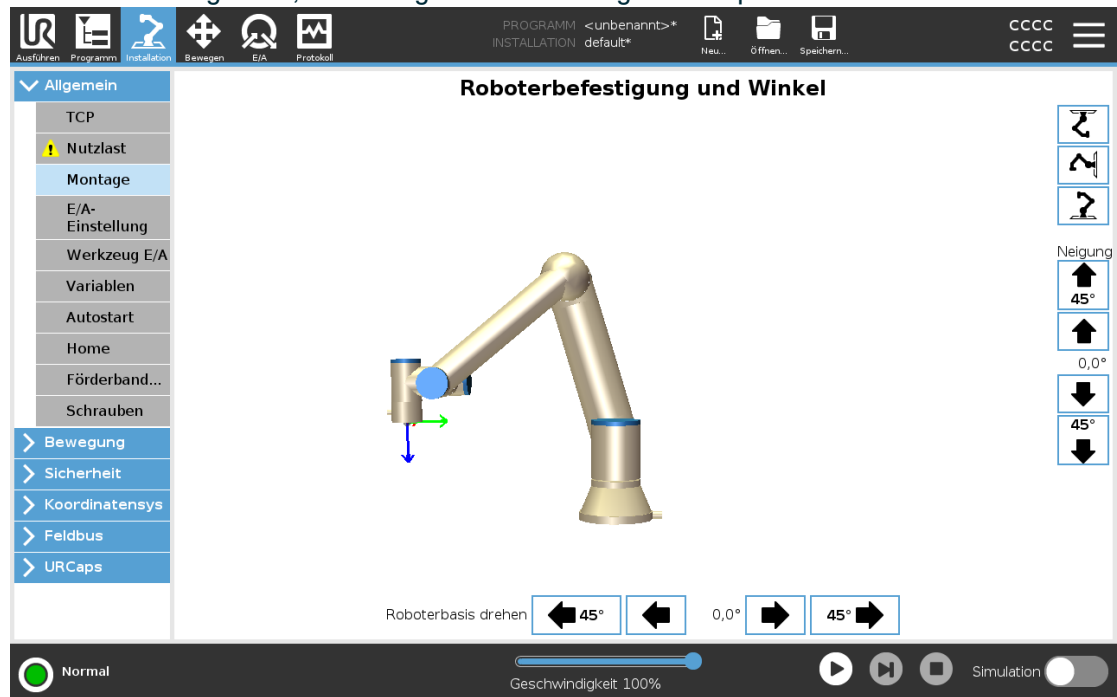 PROGRAMM <unbenannt>*
INSTALLATION default*
CCCC
CCCC
Ausführen Programm Installation Bewegen E/A Protokoll Neu... Öffnen... Speichern...
Allgemein
Roboterbefestigung und Winkel
TCP
Nutzlast
Montage
E/A-
Einstellung
Werkzeug E/A
Variablen
Autostart
Home
Förderband...
Schrauben
Bewegung
Sicherheit
Koordinatensys
Feldbus
URCaps
Neigung
45°
0,0°
45°
Roboterbasis drehen 45° 0,0° 45°
Normal
Geschwindigkeit 100%
Simulation